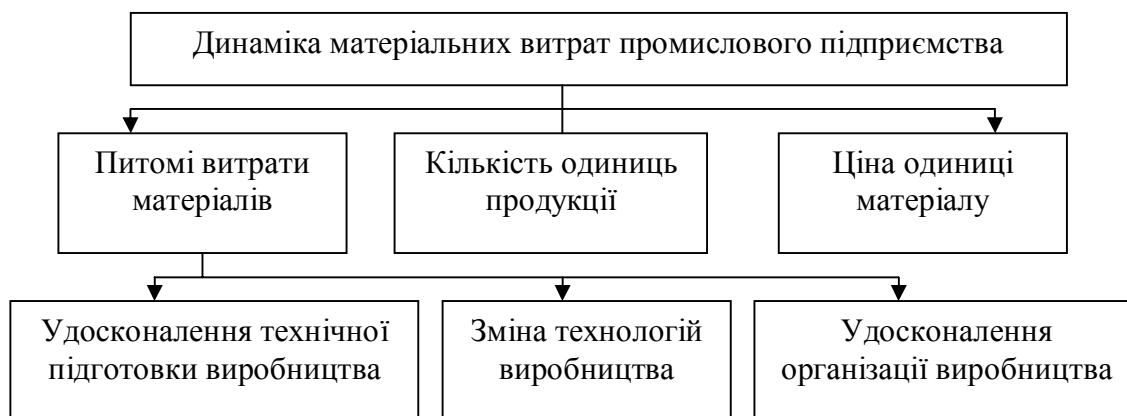 Динаміка матеріальних витрат промислового підприємства
Питомі витрати
матеріалів
Кількість одиниць
продукції
Ціна одиниці
матеріалу
Удосконалення технічної
підготовки виробництва
Зміна технологій
виробництва
Удосконалення
організації виробництва